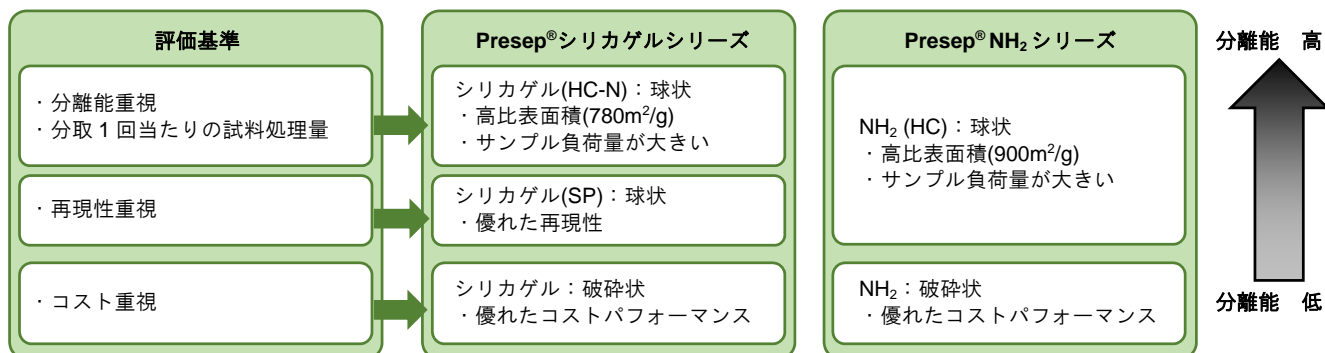 評価基準
・分離能重視
・分取 1 回当たりの試料処理量
・再現性重視
・コスト重視
Presep®シリカゲルシリーズ
シリカゲル(HC-N)：球状
・高比表面積(780m²/g)
・サンプル負荷量が大きい
シリカゲル(SP)：球状
・優れた再現性
シリカゲル：破砕状
・優れたコストパフォーマンス
Presep® NH₂ シリーズ
NH₂ (HC)：球状
・高比表面積(900m²/g)
・サンプル負荷量が大きい
NH₂：破砕状
・優れたコストパフォーマンス
分離能　高
分離能　低